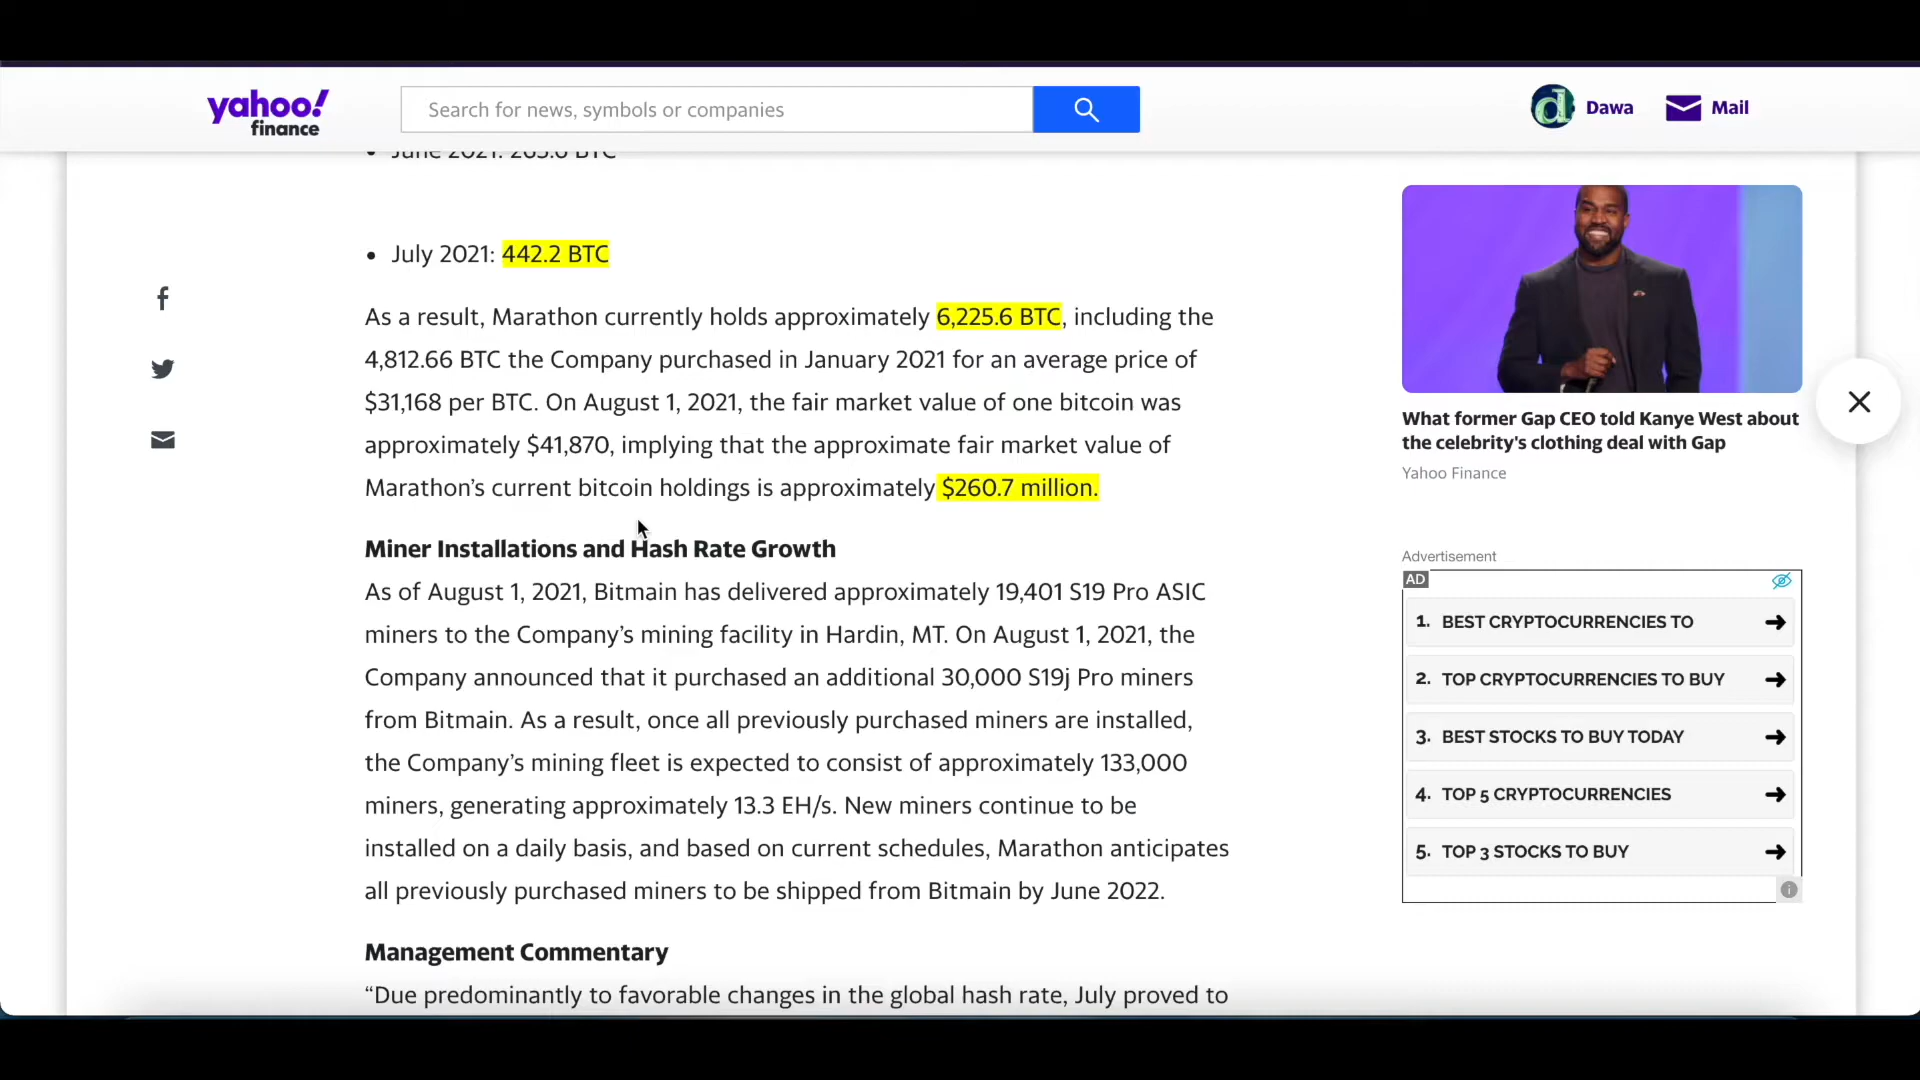 yahoo!
finance
Search for news, symbols or companies
Dawa
Mail
• June 2021: 265.6 BTC
• July 2021: 442.2 BTC
As a result, Marathon currently holds approximately 6,225.6 BTC, including the
4,812.66 BTC the Company purchased in January 2021 for an average price of
$31,168 per BTC. On August 1, 2021, the fair market value of one bitcoin was
approximately $41,870, implying that the approximate fair market value of
Marathon’s current bitcoin holdings is approximately $260.7 million.
Miner Installations and Hash Rate Growth
As of August 1, 2021, Bitmain has delivered approximately 19,401 S19 Pro ASIC
miners to the Company’s mining facility in Hardin, MT. On August 1, 2021, the
Company announced that it purchased an additional 30,000 S19j Pro miners
from Bitmain. As a result, once all previously purchased miners are installed,
the Company’s mining fleet is expected to consist of approximately 133,000
miners, generating approximately 13.3 EH/s. New miners continue to be
installed on a daily basis, and based on current schedules, Marathon anticipates
all previously purchased miners to be shipped from Bitmain by June 2022.
Management Commentary
“Due predominantly to favorable changes in the global hash rate, July proved to
What former Gap CEO told Kanye West about
the celebrity's clothing deal with Gap
Yahoo Finance
Advertisement
AD
1. BEST CRYPTOCURRENCIES TO
2. TOP CRYPTOCURRENCIES TO BUY
3. BEST STOCKS TO BUY TODAY
4. TOP 5 CRYPTOCURRENCIES
5. TOP 3 STOCKS TO BUY